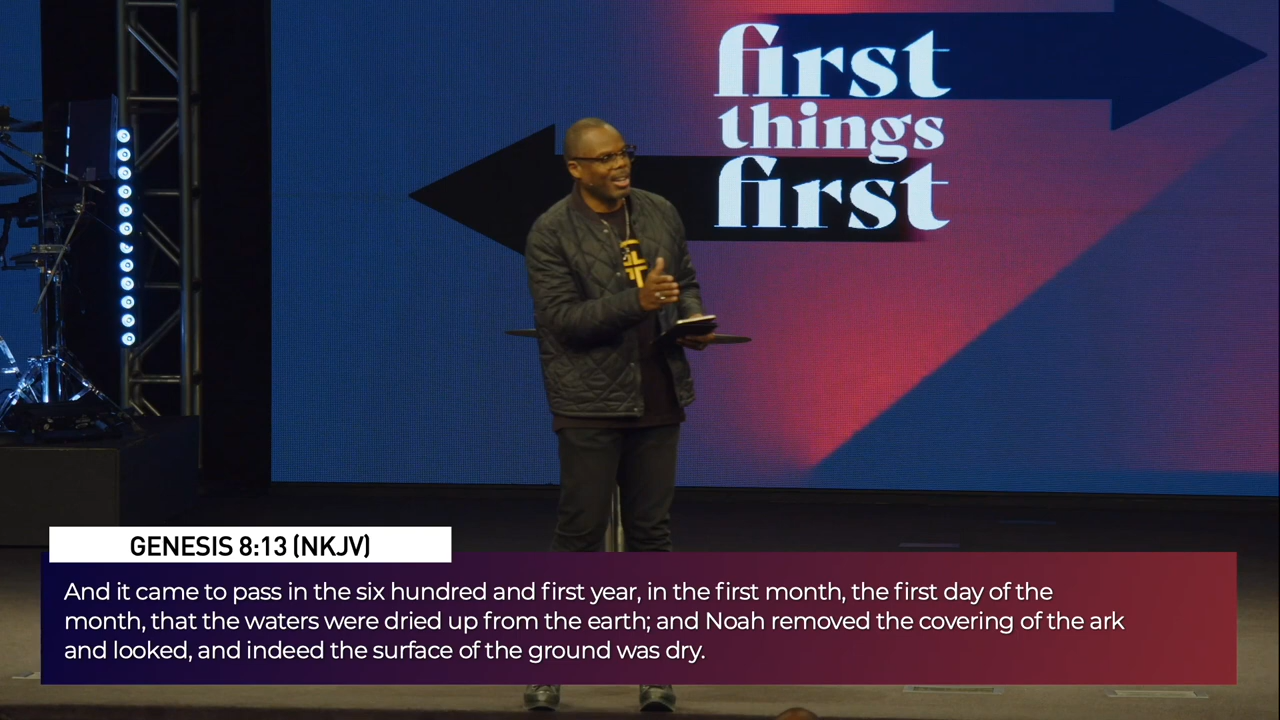 first
things
first
GENESIS 8:13 (NKJV)
And it came to pass in the six hundred and first year, in the first month, the first day of the
month, that the waters were dried up from the earth; and Noah removed the covering of the ark
and looked, and indeed the surface of the ground was dry.